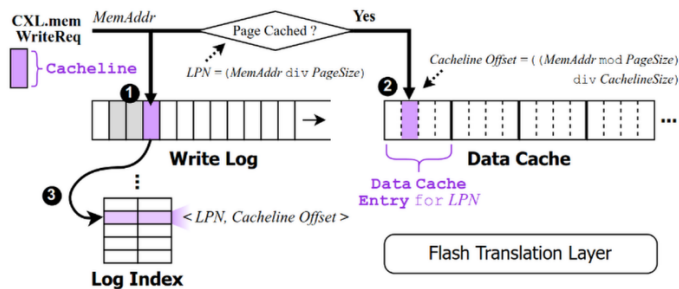 CXL.mem
WriteReq
MemAddr
Page Cached ?
Yes
Cacheline
LPN = (MemAddr div PageSize)
Cacheline Offset = ((MemAddr mod PageSize)
div CachelineSize)
1
2
Write Log
Data Cache
...
3
Data Cache
Entry for LPN
< LPN, Cacheline Offset >
Flash Translation Layer
Log Index